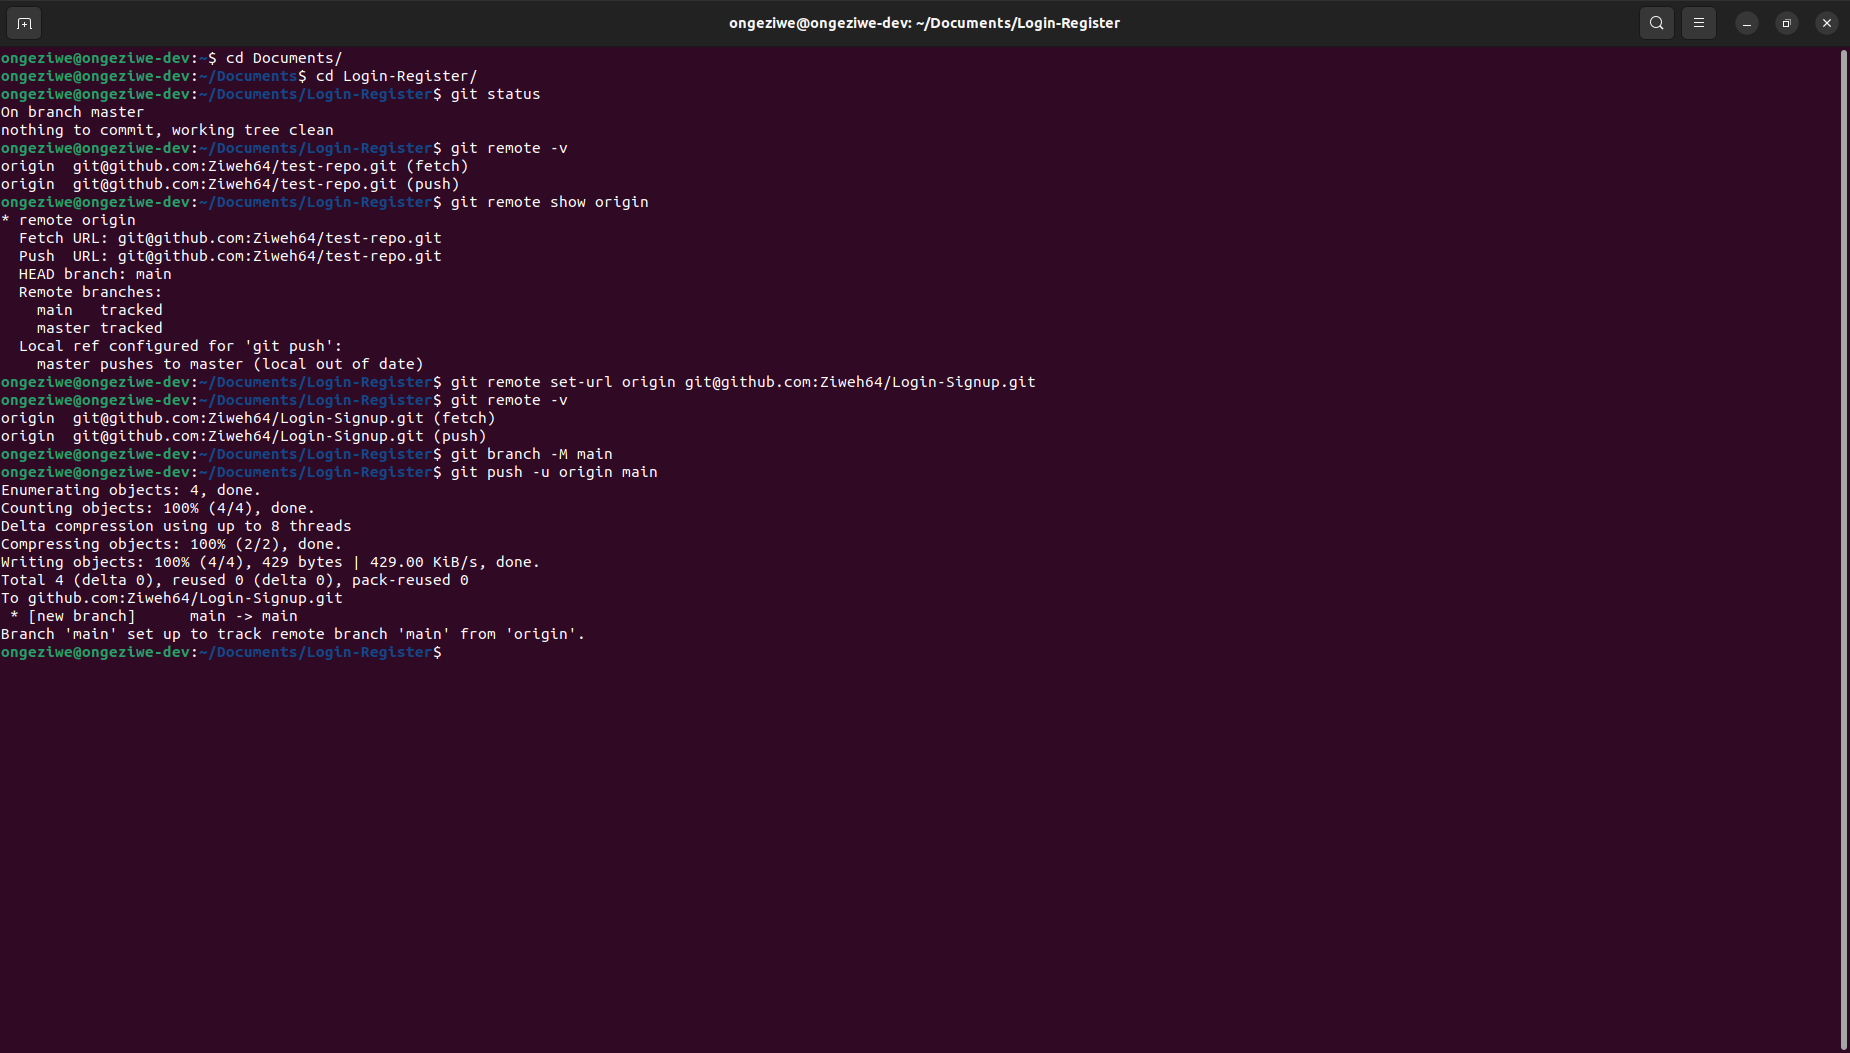 ongeziwe@ongeziwe-dev: ~/Documents/Login-Register
ongeziwe@ongeziwe-dev:~$ cd Documents/
ongeziwe@ongeziwe-dev:~/Documents$ cd Login-Register/
ongeziwe@ongeziwe-dev:~/Documents/Login-Register$ git status
On branch master
nothing to commit, working tree clean
ongeziwe@ongeziwe-dev:~/Documents/Login-Register$ git remote -v
origin  git@github.com:Ziweh64/test-repo.git (fetch)
origin  git@github.com:Ziweh64/test-repo.git (push)
ongeziwe@ongeziwe-dev:~/Documents/Login-Register$ git remote show origin
* remote origin
  Fetch URL: git@github.com:Ziweh64/test-repo.git
  Push  URL: git@github.com:Ziweh64/test-repo.git
  HEAD branch: main
  Remote branches:
    main   tracked
    master tracked
  Local ref configured for 'git push':
    master pushes to master (local out of date)
ongeziwe@ongeziwe-dev:~/Documents/Login-Register$ git remote set-url origin git@github.com:Ziweh64/Login-Signup.git
ongeziwe@ongeziwe-dev:~/Documents/Login-Register$ git remote -v
origin  git@github.com:Ziweh64/Login-Signup.git (fetch)
origin  git@github.com:Ziweh64/Login-Signup.git (push)
ongeziwe@ongeziwe-dev:~/Documents/Login-Register$ git branch -M main
ongeziwe@ongeziwe-dev:~/Documents/Login-Register$ git push -u origin main
Enumerating objects: 4, done.
Counting objects: 100% (4/4), done.
Delta compression using up to 8 threads
Compressing objects: 100% (2/2), done.
Writing objects: 100% (4/4), 429 bytes | 429.00 KiB/s, done.
Total 4 (delta 0), reused 0 (delta 0), pack-reused 0
To github.com:Ziweh64/Login-Signup.git
 * [new branch]      main -> main
Branch 'main' set up to track remote branch 'main' from 'origin'.
ongeziwe@ongeziwe-dev:~/Documents/Login-Register$